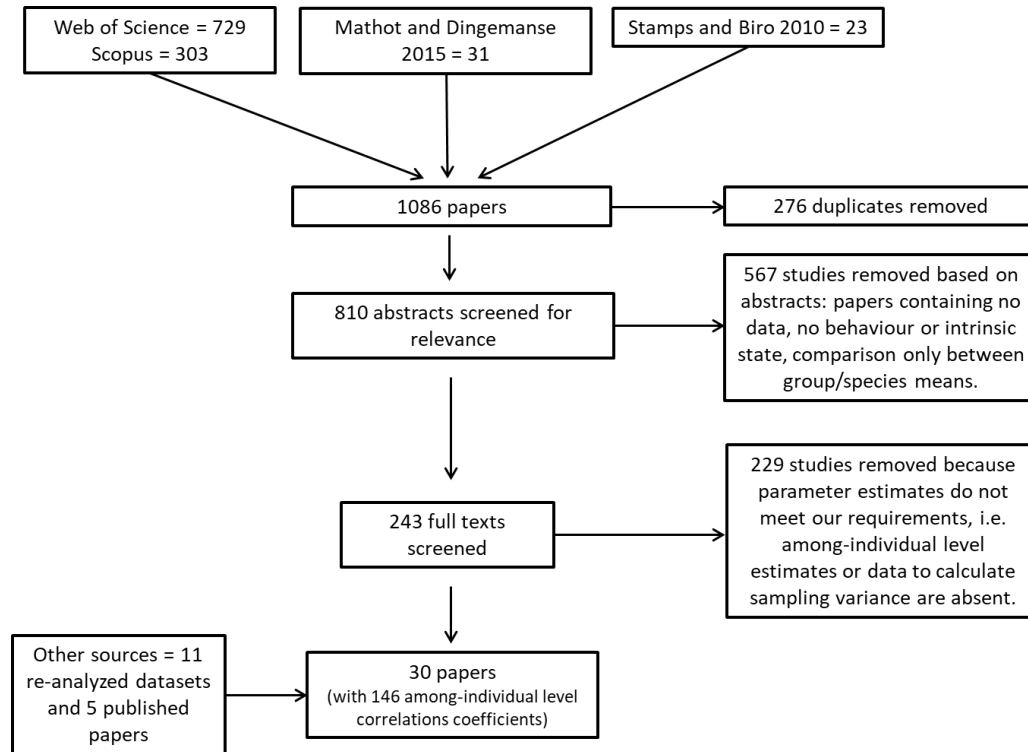 Web of Science = 729
Scopus = 303
Mathot and Dingemanse
2015 = 31
Stamps and Biro 2010 = 23
1086 papers
276 duplicates removed
810 abstracts screened for
relevance
567 studies removed based on
abstracts: papers containing no
data, no behaviour or intrinsic
state, comparison only between
group/species means.
243 full texts
screened
229 studies removed because
parameter estimates do not
meet our requirements, i.e.
among-individual level
estimates or data to calculate
sampling variance are absent.
Other sources = 11
re-analyzed datasets
and 5 published
papers
30 papers
(with 146 among-individual level
correlations coefficients)